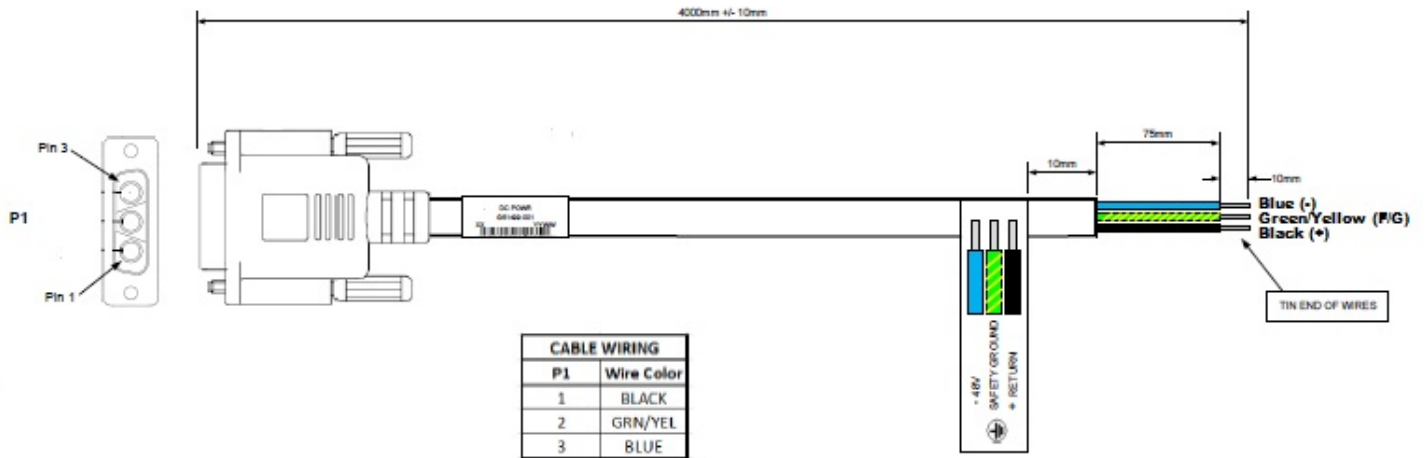 4000mm +/- 10mm
75mm
10mm
10mm
Pin 3
P1
Pin 1
DC POWR
Blue (-)
Green/Yellow (F/G)
Black (+)
TIN END OF WIRES
- 48V
SAFETY GROUND
+ RETURN
CABLE WIRING
P1 Wire Color
1 BLACK
2 GRN/YEL
3 BLUE